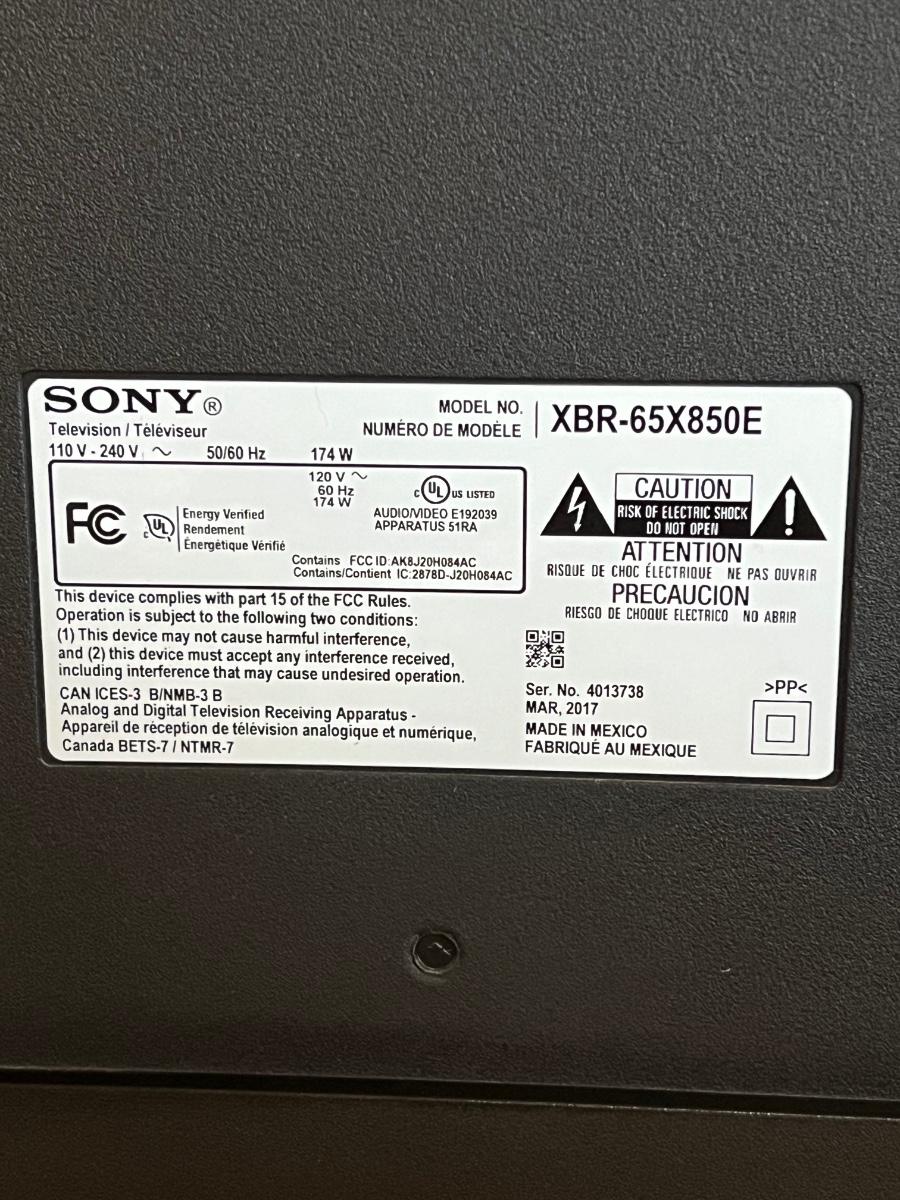 SONY®
Television / Téléviseur
110 V - 240 V ~ 50/60 Hz 174 W
MODEL NO.
NUMÉRO DE MODÈLE
XBR-65X850E
FC
UL
Energy Verified
Rendement
Énergétique Vérifié
120 V ~
60 Hz
174 W
c UL US LISTED
AUDIO/VIDEO E192039
APPARATUS 51RA
Contains FCC ID:AK8J20H084AC
Contains/Contient IC:2878D-J20H084AC
This device complies with part 15 of the FCC Rules.
Operation is subject to the following two conditions:
(1) This device may not cause harmful interference,
and (2) this device must accept any interference received,
including interference that may cause undesired operation.
CAN ICES-3 B/NMB-3 B
Analog and Digital Television Receiving Apparatus -
Appareil de réception de télévision analogique et numérique,
Canada BETS-7 / NTMR-7
CAUTION
RISK OF ELECTRIC SHOCK
DO NOT OPEN
ATTENTION
RISQUE DE CHOC ÉLECTRIQUE NE PAS OUVRIR
PRECAUCION
RIESGO DE CHOQUE ELECTRICO NO ABRIR
Ser. No. 4013738
MAR, 2017
MADE IN MEXICO
FABRIQUÉ AU MEXIQUE
>PP<